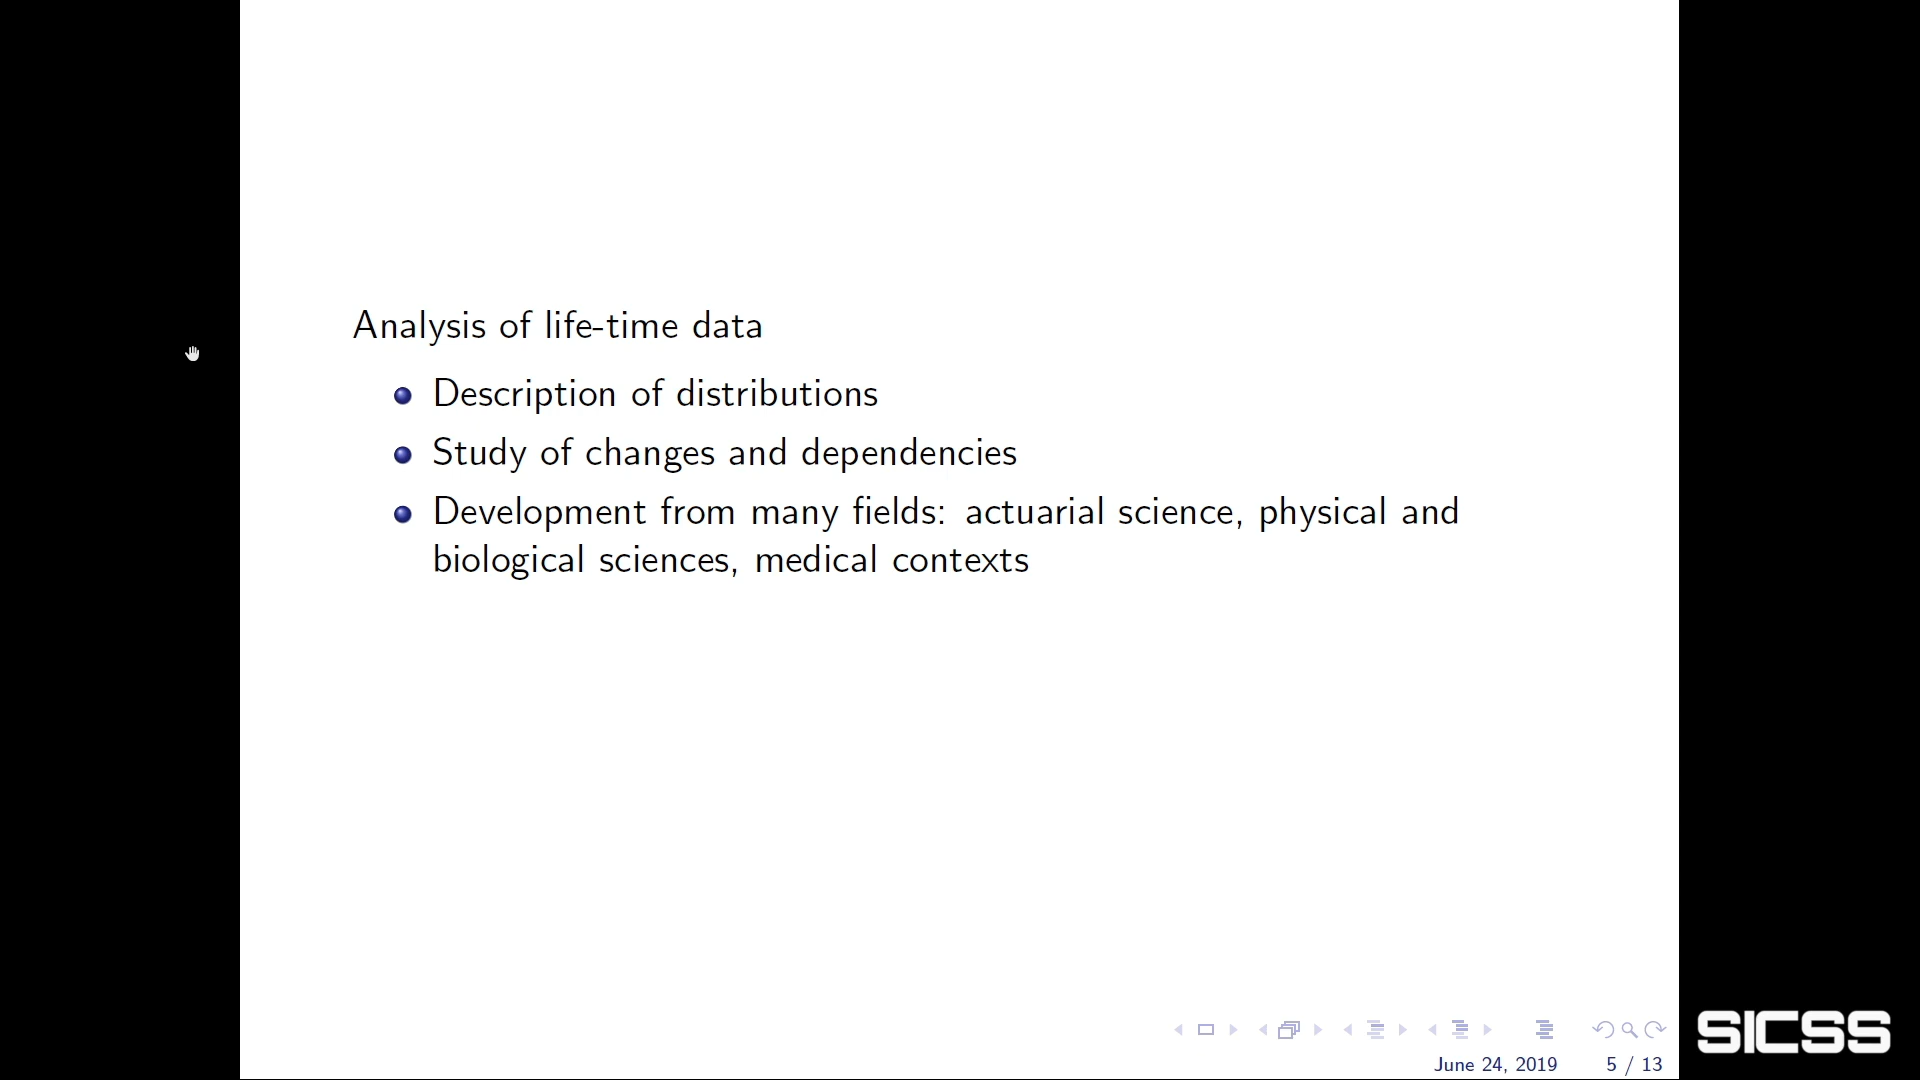 Analysis of life-time data
Description of distributions
Study of changes and dependencies
Development from many fields: actuarial science, physical and
biological sciences, medical contexts
June 24, 2019 5 / 13
SICSS